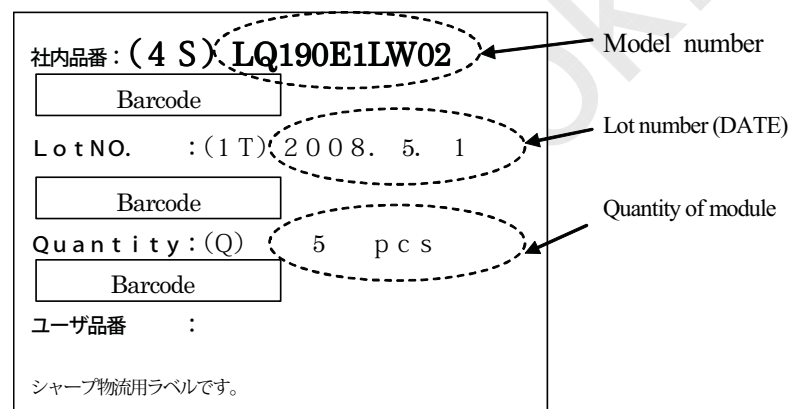 社内品番：(４Ｓ) LQ190E1LW02
Model number
Barcode
ＬｏｔNO. ：(１Ｔ) ２００８．５．１
Lot number (DATE)
Barcode
Quantity of module
Ｑｕａｎｔｉｔｙ：(Q) ５ ｐｃｓ
Barcode
ユーザ品番 ：
シャープ物流用ラベルです。